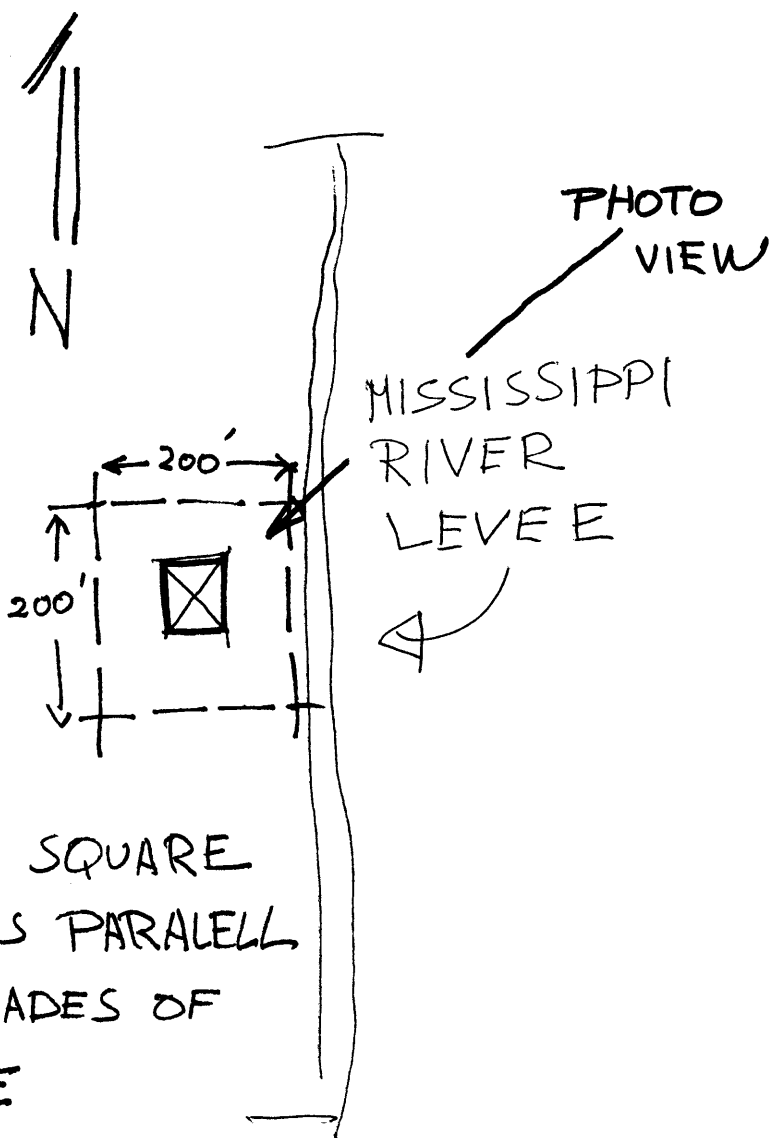 N
PHOTO
VIEW
MISSISSIPPI
RIVER
LEVEE
200'
200'
SQUARE
S PARALELL
ADES OF
E